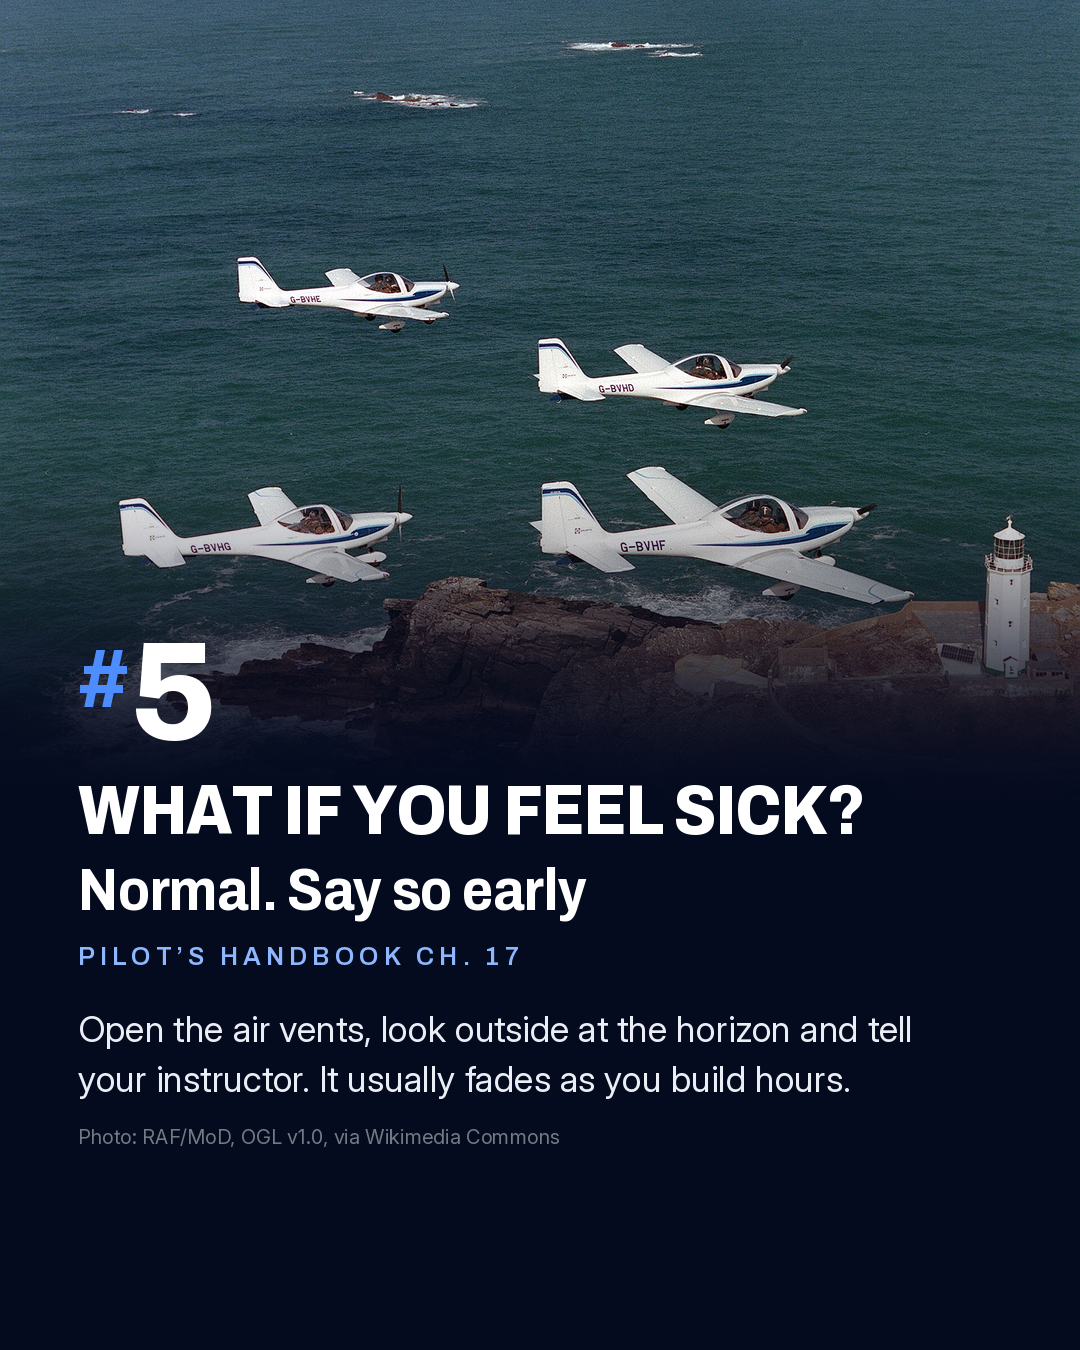 G-BVHE
G-BVHD
G-BVHG
G-BVHF
#5
WHAT IF YOU FEEL SICK?
Normal. Say so early
PILOT’S HANDBOOK CH. 17
Open the air vents, look outside at the horizon and tell
your instructor. It usually fades as you build hours.
Photo: RAF/MoD, OGL v1.0, via Wikimedia Commons